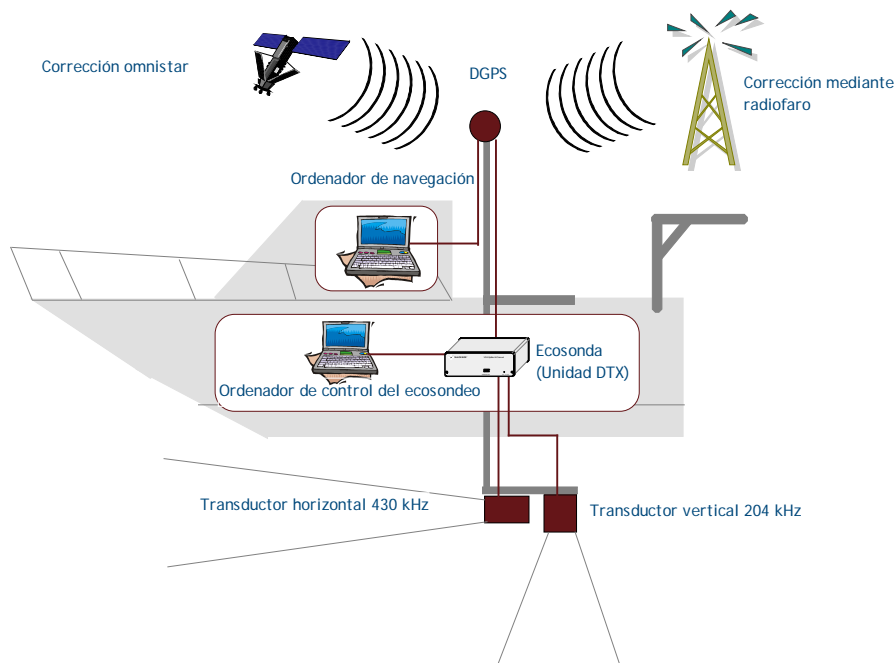 Corrección omnistar
DGPS
Corrección mediante
radiofaro
Ordenador de navegación
Ecosonda
(Unidad DTX)
Ordenador de control del ecosondeo
Transductor horizontal 430 kHz
Transductor vertical 204 kHz